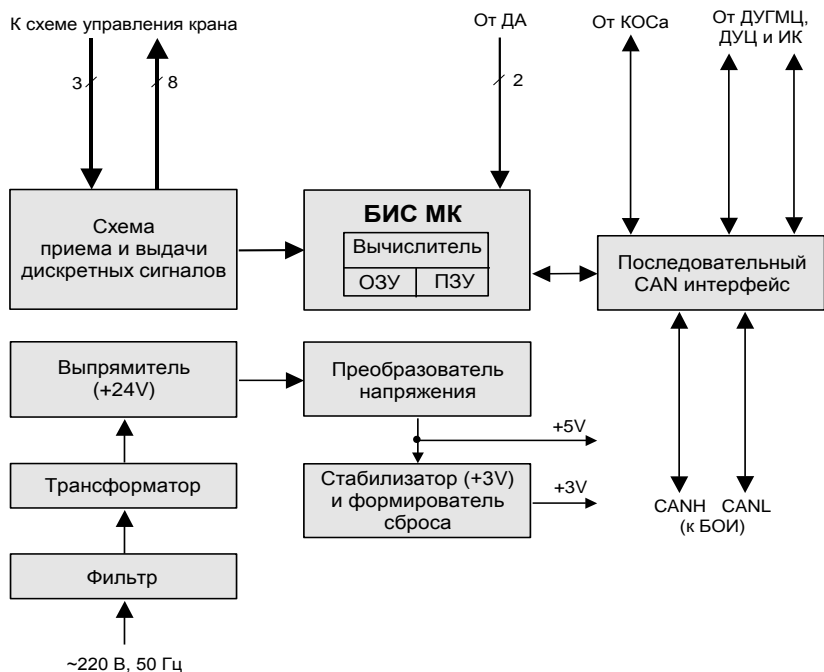 К схеме управления крана
От ДА
От КОСа
От ДУГМЦ,
ДУЦ и ИК
3
8
2
Схема
приема и выдачи
дискретных сигналов
БИС МК
Вычислитель
ОЗУ
ПЗУ
Последовательный
CAN интерфейс
Выпрямитель
(+24V)
Преобразователь
напряжения
+5V
Трансформатор
Стабилизатор (+3V)
и формирователь
сброса
+3V
CANH CANL
(к БОИ)
Фильтр
~220 В, 50 Гц